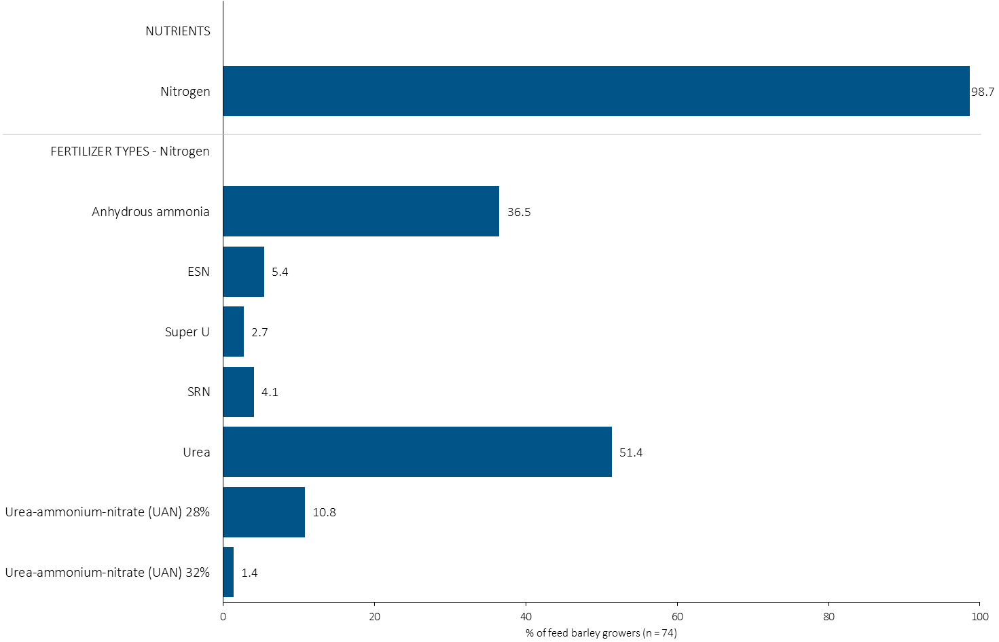 NUTRIENTS
Nitrogen 98.7
FERTILIZER TYPES - Nitrogen
Anhydrous ammonia 36.5
ESN 5.4
Super U 2.7
SRN 4.1
Urea 51.4
Urea-ammonium-nitrate (UAN) 28% 10.8
Urea-ammonium-nitrate (UAN) 32% 1.4
0 20 40 60 80 100
% of feed barley growers (n = 74)